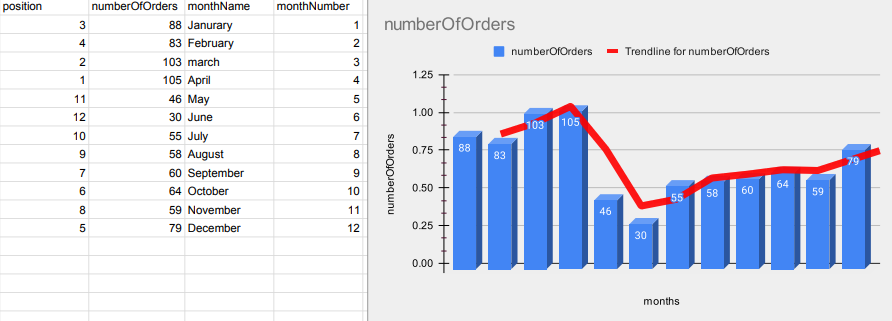 position numberOfOrders monthName monthNumber
3 88 Janurary 1
4 83 February 2
2 103 march 3
1 105 April 4
11 46 May 5
12 30 June 6
10 55 July 7
9 58 August 8
7 60 September 9
6 64 October 10
8 59 November 11
5 79 December 12
numberOfOrders
numberOfOrders Trendline for numberOfOrders
numberOfOrders
1.25
1.00
0.75
0.50
0.25
0.00
88 83 103 105 46 30 55 58 60 64 59 79
months